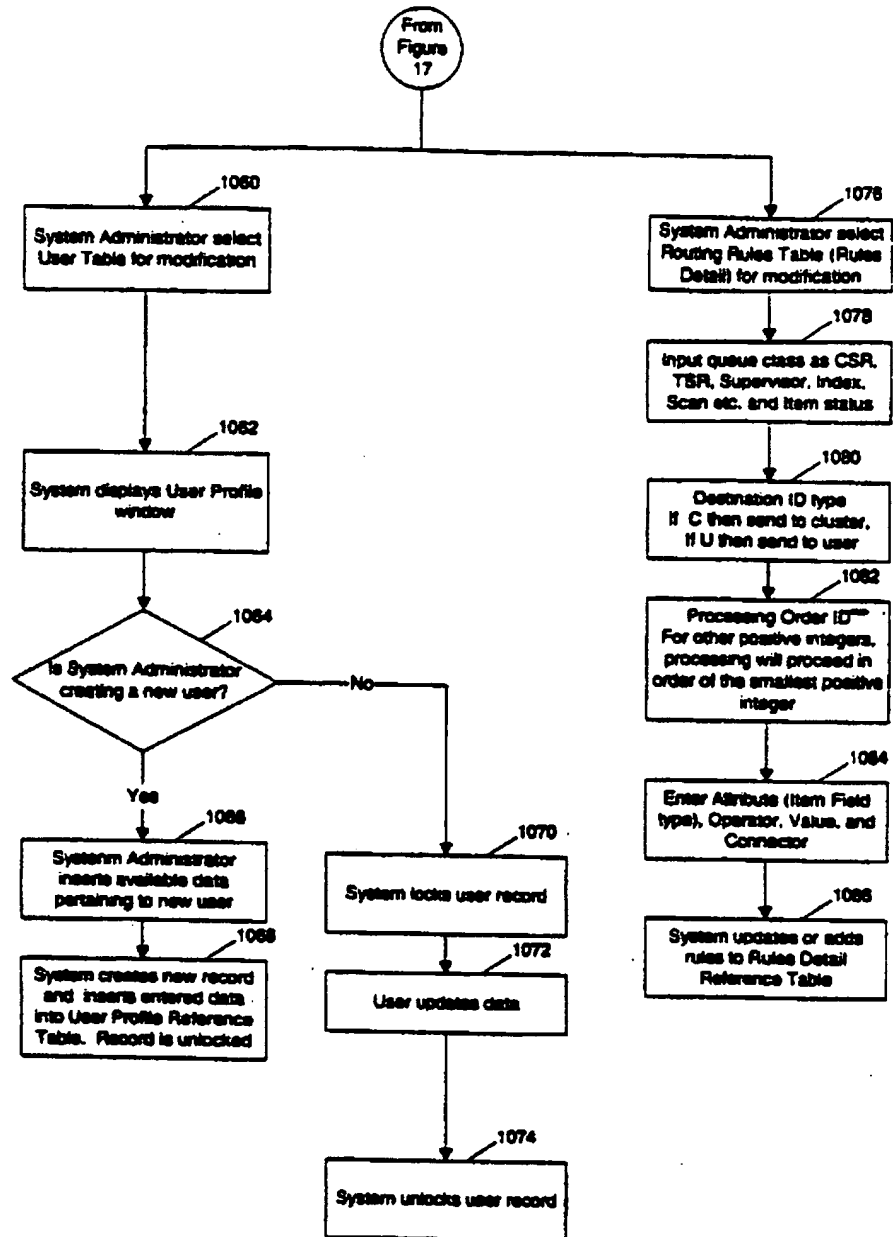 From
Figure
17
1060
System Administrator select
User Table for modification
1062
System displays User Profile
window
1064
Is System Administrator
creating a new user?
No
Yes
1066
Systenm Administrator
inserts available data
pertaining to new user
1068
System creates new record
and inserts entered data
into User Profile Reference
Table. Record is unlocked
1070
System locks user record
1072
User updates data
1074
System unlocks user record
1076
System Administrator select
Routing Rules Table (Rules
Detail) for modification
1078
Input queue class as CSR,
TSR, Supervisor, Index,
Scan etc. and Item status
1080
Destination ID type
If C then send to cluster,
If U then send to user
1082
Processing Order ID
For other positive integers,
processing will proceed in
order of the smallest positive
integer
1084
Enter Attribute (Item Field
type), Operator, Value, and
Connector
1086
System updates or adds
rules to Rules Detail
Reference Table